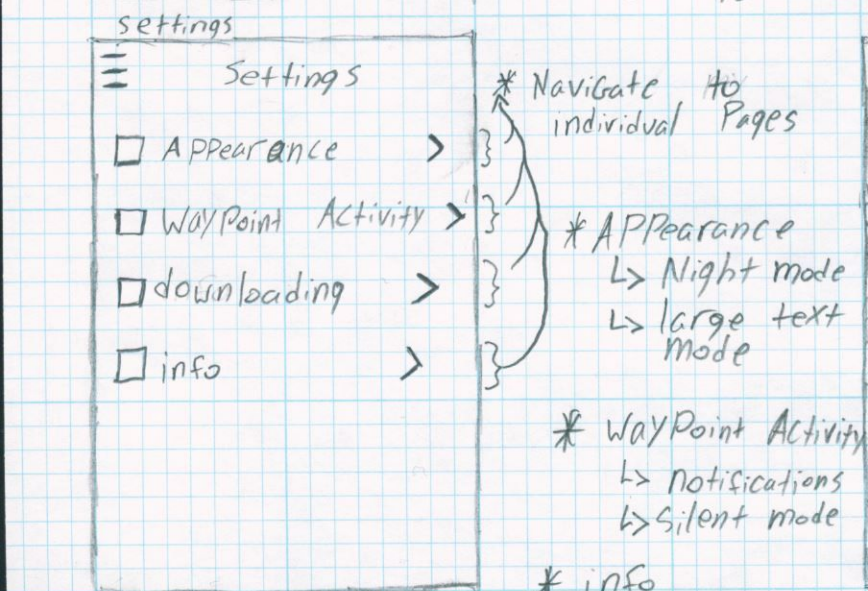 settings
Settings
Appearance >
WayPoint Activity >
downloading >
info >
* Navigate to
individual Pages
* Appearance
↳ Night mode
↳ large text
mode
* WayPoint Activity
↳ notifications
↳ Silent mode
* info